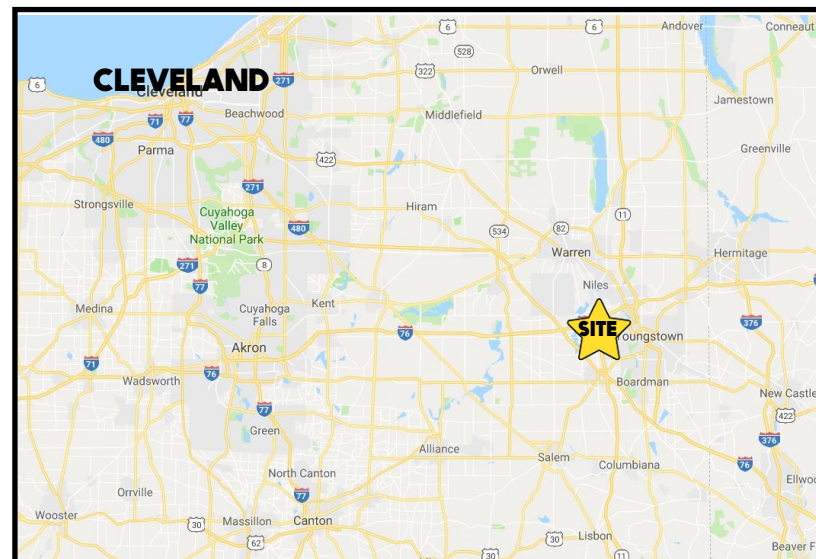 Andover
Conneaut
6
6
528
322
Orwell
CLEVELAND
Cleveland
271
6
Jamestown
Beachwood
Middlefield
71
77
480
Parma
Greenville
422
271
Strongsville
Hiram
Cuyahoga
Valley
National Park
11
480
534
82
Warren
Hermitage
271
8
77
Niles
Medina
Cuyahoga
Falls
Kent
SITE
376
76
Youngstown
Akron
71
76
Wadsworth
Boardman
New Castle
77
422
Green
376
Alliance
Salem
Columbiana
76
North Canton
Orrville
77
Ellwo
Wooster
30
Massillon
Canton
62
30
30
11
Lisbon
Beaver F